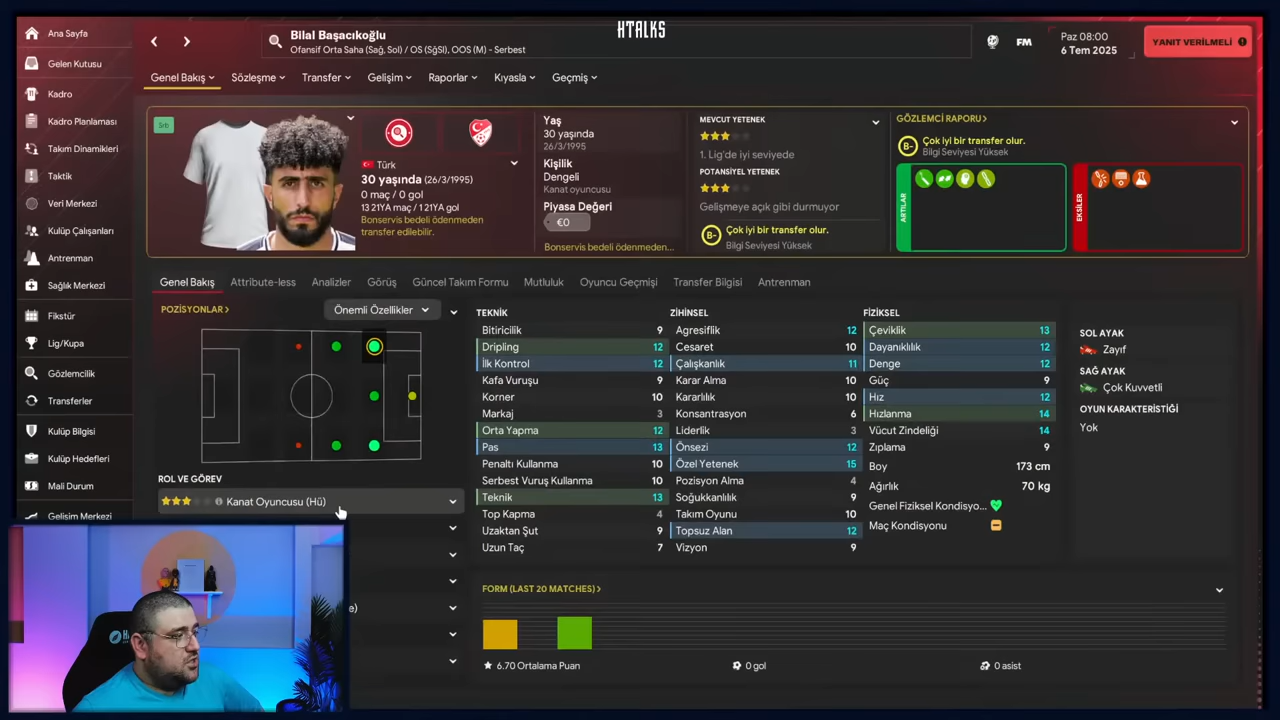 HTALKS
Ana Sayfa
Gelen Kutusu
Kadro
Kadro Planlaması
Takım Dinamikleri
Taktik
Veri Merkezi
Kulüp Çalışanları
Antrenman
Sağlık Merkezi
Fikstür
Lig/Kupa
Gözlemcilik
Transferler
Kulüp Bilgisi
Kulüp Hedefleri
Mali Durum
Gelişim Merkezi
Bilal Başacıkoğlu
Ofansif Orta Saha (Sağ, Sol) / OS (SğSl), OOS (M) - Serbest
FM
Paz 08:00
6 Tem 2025
YANIT VERİLMELİ
Genel Bakış
Sözleşme
Transfer
Gelişim
Raporlar
Kıyasla
Geçmiş
Srb
Türk
30 yaşında (26/3/1995)
0 maç / 0 gol
13 21YA maç / 1 21YA gol
Bonservis bedeli ödenmeden
transfer edilebilir.
Yaş
30 yaşında
26/3/1995
Kişilik
Dengeli
Kanat oyuncusu
Piyasa Değeri
€0
Bonservis bedeli ödenmeden...
MEVCUT YETENEK
1. Lig'de iyi seviyede
POTANSİYEL YETENEK
Gelişmeye açık gibi durmuyor
B-
Çok iyi bir transfer olur.
Bilgi Seviyesi Yüksek
GÖZLEMCİ RAPORU
B-
Çok iyi bir transfer olur.
Bilgi Seviyesi Yüksek
ARTILAR
EKSİLER
Genel Bakış
Attribute-less
Analizler
Görüş
Güncel Takım Formu
Mutluluk
Oyuncu Geçmişi
Transfer Bilgisi
Antrenman
POZİSYONLAR
Önemli Özellikler
ROL VE GÖREV
Kanat Oyuncusu (Hü)
TEKNİK
Bitiricilik 9
Dripling 12
İlk Kontrol 12
Kafa Vuruşu 9
Korner 10
Markaj 3
Orta Yapma 12
Pas 13
Penaltı Kullanma 10
Serbest Vuruş Kullanma 10
Teknik 13
Top Kapma 4
Uzaktan Şut 9
Uzun Taç 7
ZİHİNSEL
Agresiflik 12
Cesaret 10
Çalışkanlık 11
Karar Alma 10
Kararlılık 10
Konsantrasyon 6
Liderlik 3
Önsezi 12
Özel Yetenek 15
Pozisyon Alma 4
Soğukkanlılık 9
Takım Oyunu 10
Topsuz Alan 12
Vizyon 9
FİZİKSEL
Çeviklik 13
Dayanıklılık 12
Denge 12
Güç 9
Hız 12
Hızlanma 14
Vücut Zindeliği 14
Zıplama 9
Boy 173 cm
Ağırlık 70 kg
Genel Fiziksel Kondisyo...
Maç Kondisyonu
SOL AYAK
Zayıf
SAĞ AYAK
Çok Kuvvetli
OYUN KARAKTERİSTİĞİ
Yok
e)
FORM (LAST 20 MATCHES)
6.70 Ortalama Puan
0 gol
0 asist